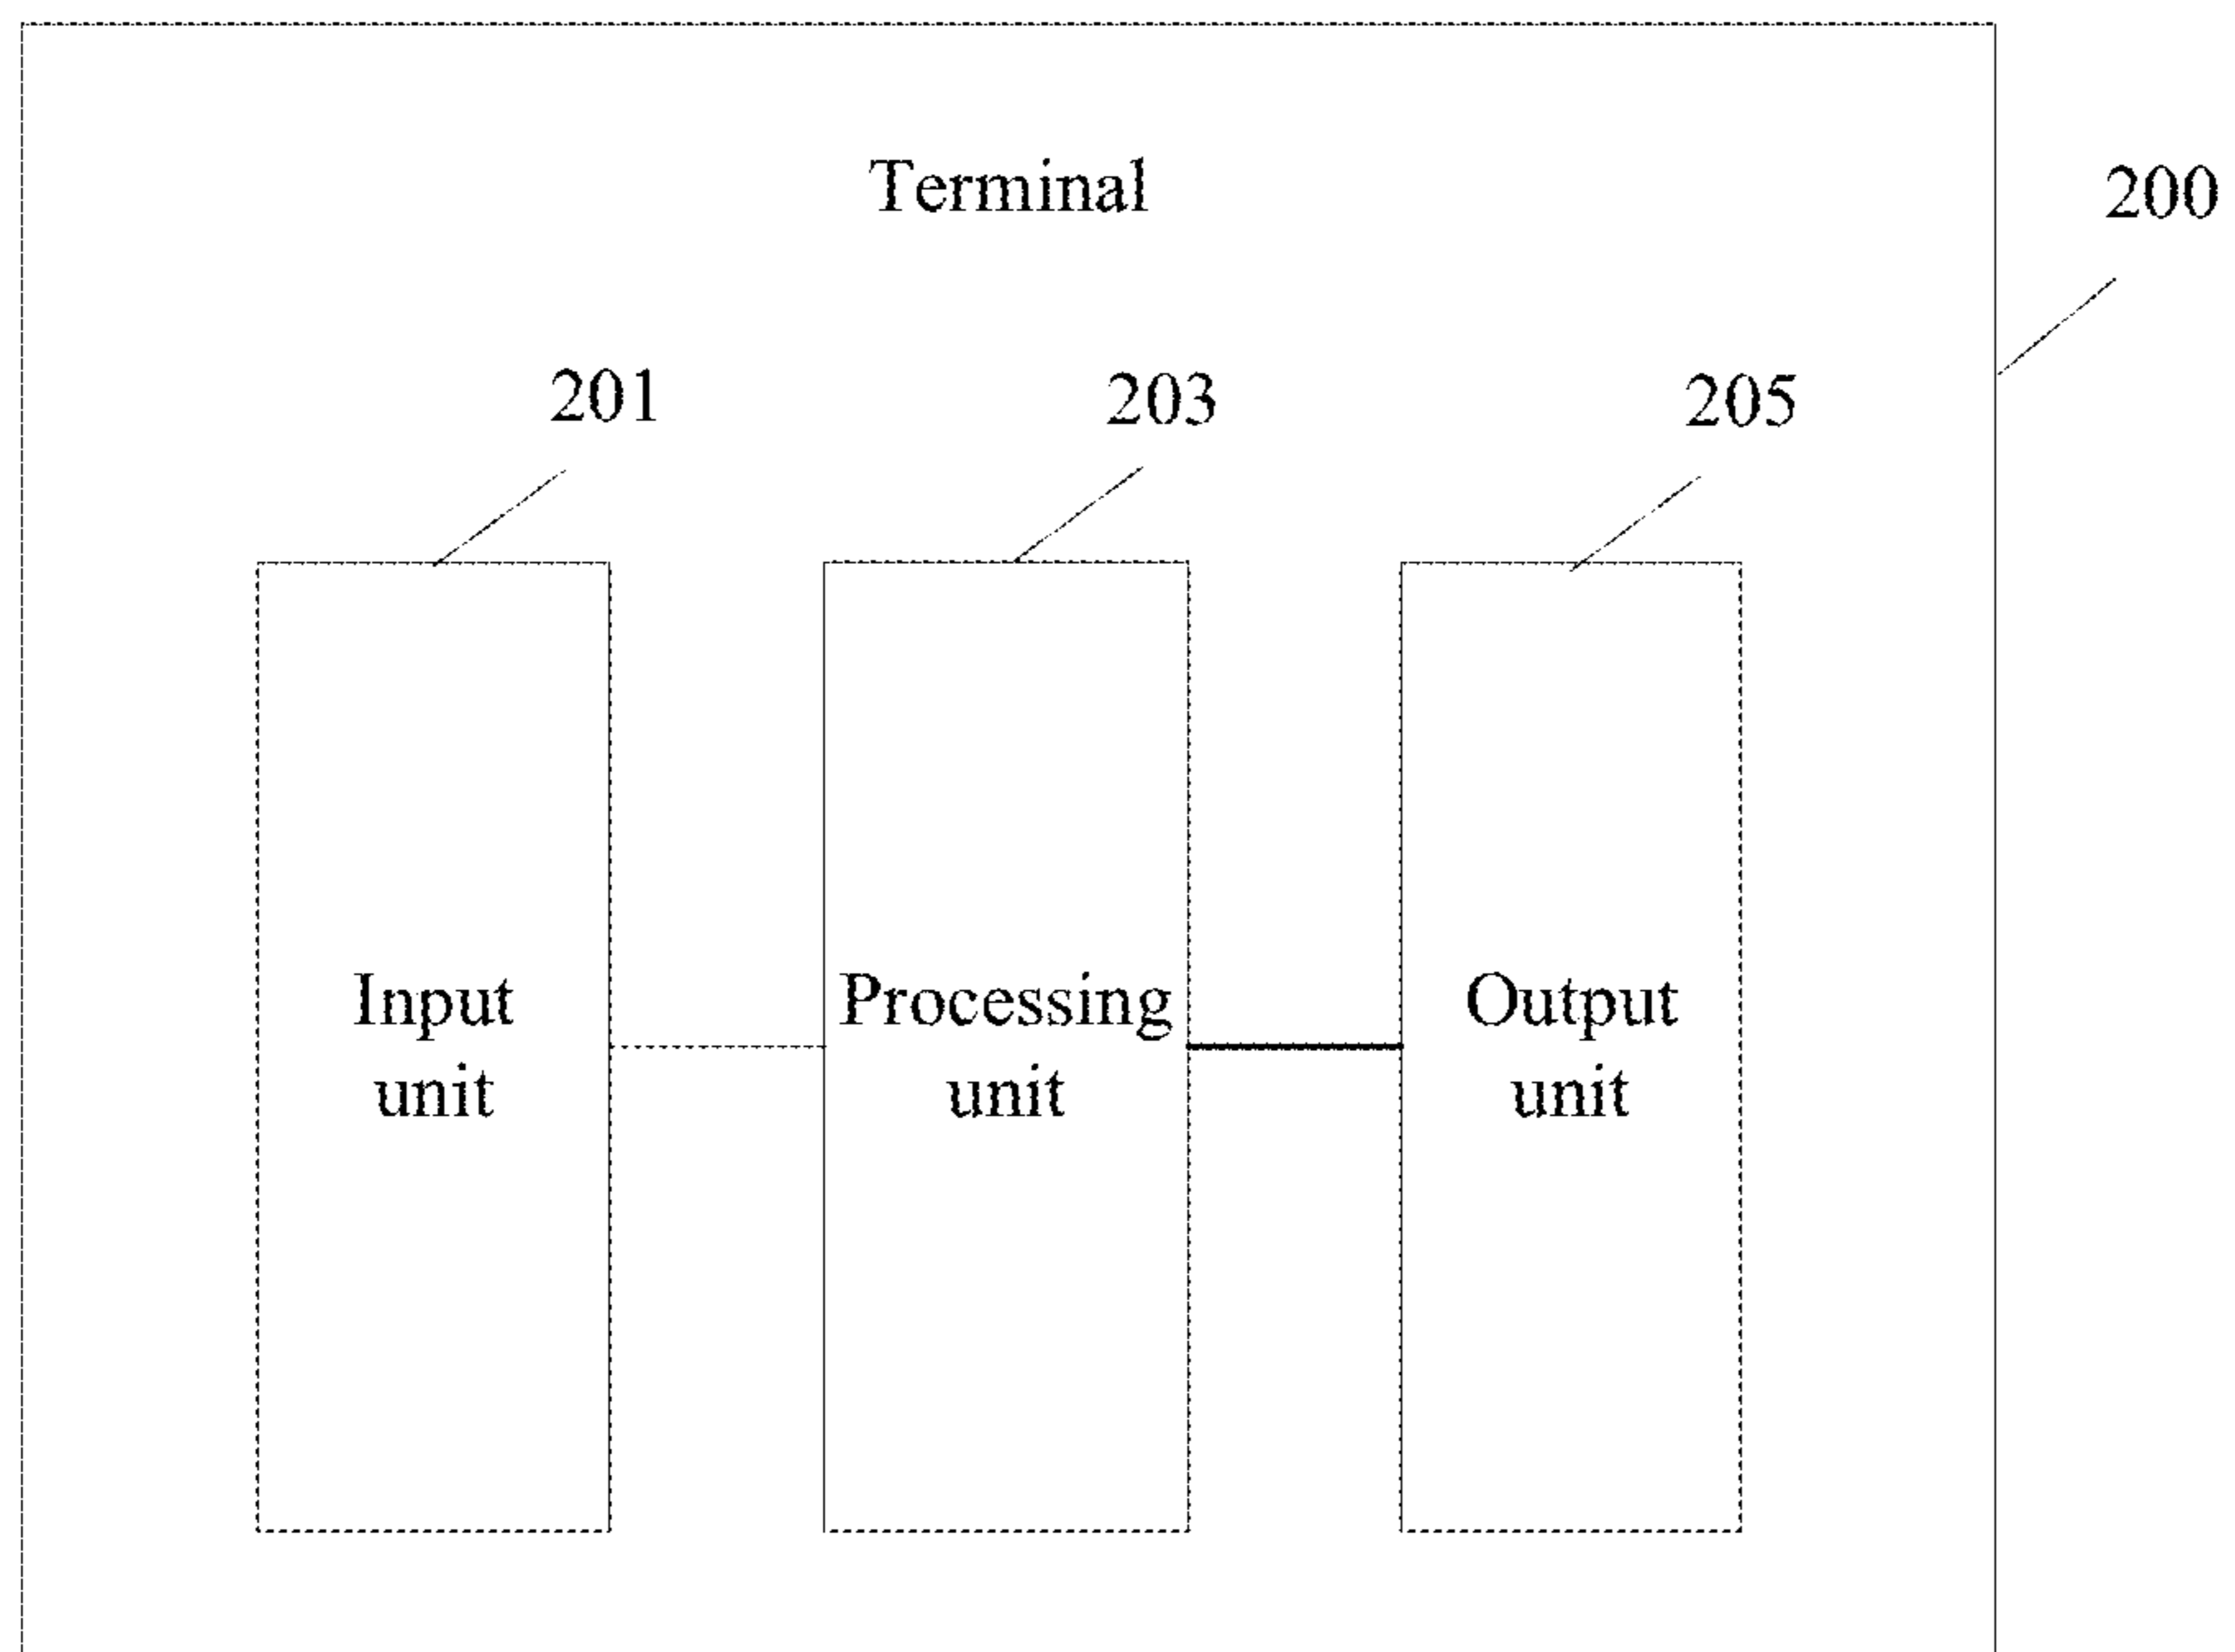 Terminal
200
201
203
205
Input
unit
Processing
unit
Output
unit